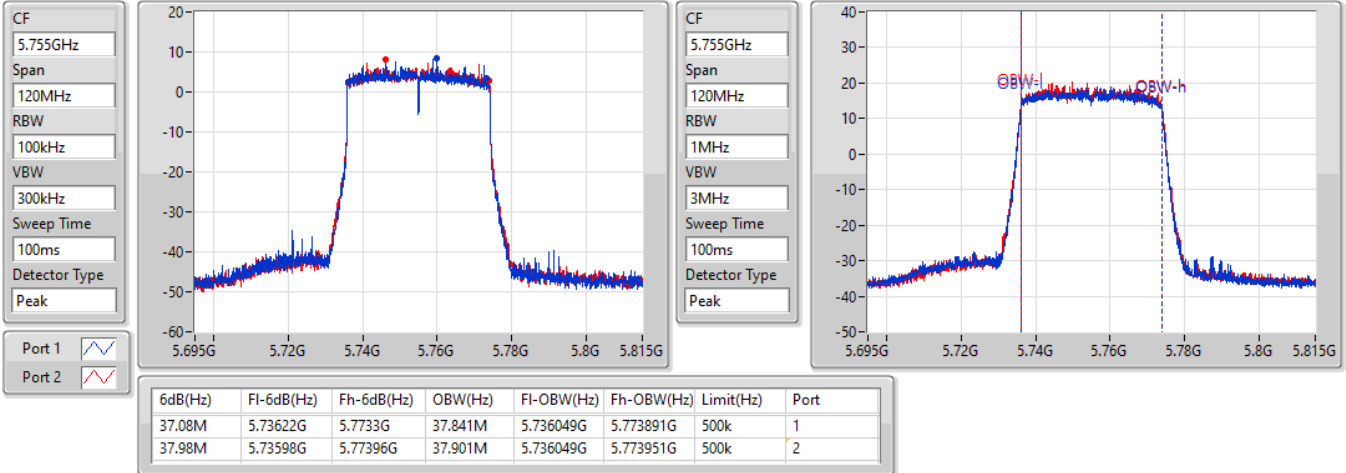 CF
5.755GHz
Span
120MHz
RBW
100kHz
VBW
300kHz
Sweep Time
100ms
Detector Type
Peak
Port 1
Port 2
20
10
0
-10
-20
-30
-40
-50
-60
5.695G 5.72G 5.74G 5.76G 5.78G 5.8G 5.815G
CF
5.755GHz
Span
120MHz
RBW
1MHz
VBW
3MHz
Sweep Time
100ms
Detector Type
Peak
40
30
20
10
0
-10
-20
-30
-40
-50
OBW-l OBW-h
5.695G 5.72G 5.74G 5.76G 5.78G 5.8G 5.815G
6dB(Hz) Fl-6dB(Hz) Fh-6dB(Hz) OBW(Hz) Fl-OBW(Hz) Fh-OBW(Hz) Limit(Hz) Port
37.08M 5.73622G 5.7733G 37.841M 5.736049G 5.773891G 500k 1
37.98M 5.73598G 5.77396G 37.901M 5.736049G 5.773951G 500k 2